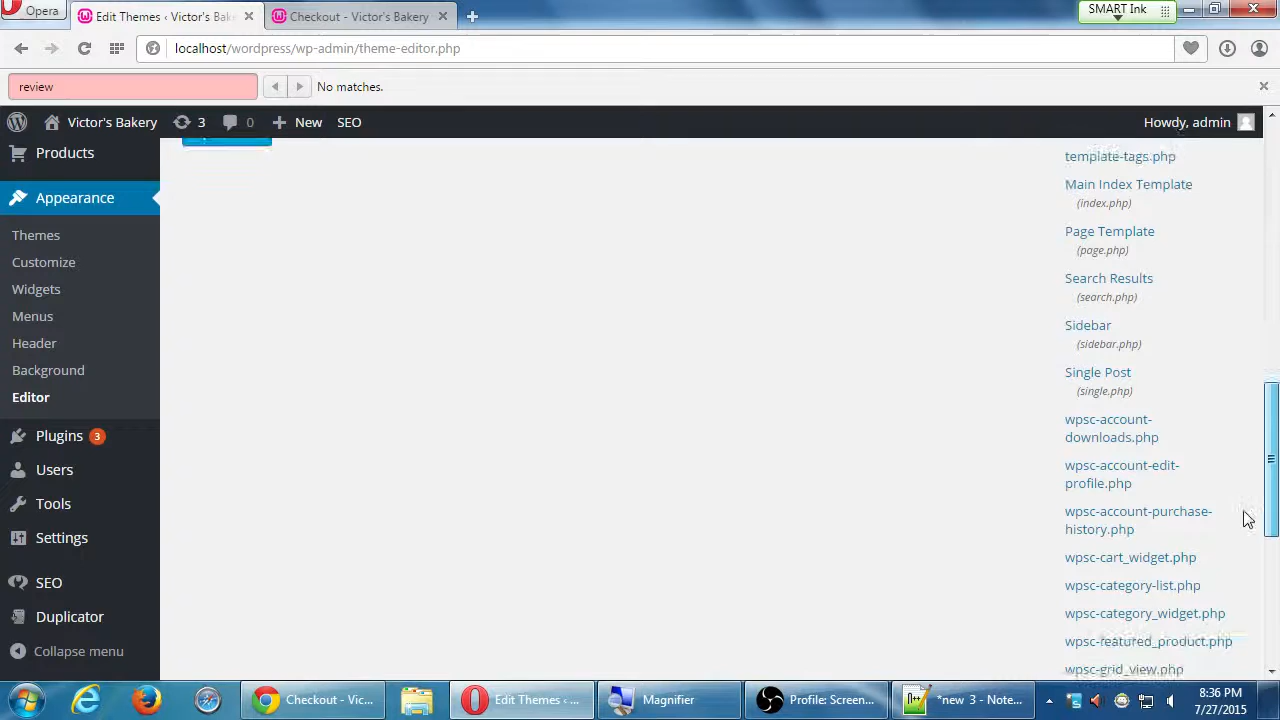 Opera
Edit Themes ‹ Victor's Bak
Checkout - Victor's Bakery
SMART Ink
localhost/wordpress/wp-admin/theme-editor.php
review
No matches.
Victor's Bakery
3
0
New
SEO
Howdy, admin
Products
Appearance
Themes
Customize
Widgets
Menus
Header
Background
Editor
Plugins 3
Users
Tools
Settings
SEO
Duplicator
Collapse menu
template-tags.php
Main Index Template
(index.php)
Page Template
(page.php)
Search Results
(search.php)
Sidebar
(sidebar.php)
Single Post
(single.php)
wpsc-account-
downloads.php
wpsc-account-edit-
profile.php
wpsc-account-purchase-
history.php
wpsc-cart_widget.php
wpsc-category-list.php
wpsc-category_widget.php
wpsc-featured_product.php
wpsc-grid_view.php
Checkout - Vic...
Edit Themes ‹ ...
Magnifier
Profile: Screen...
*new 3 - Note...
8:36 PM
7/27/2015